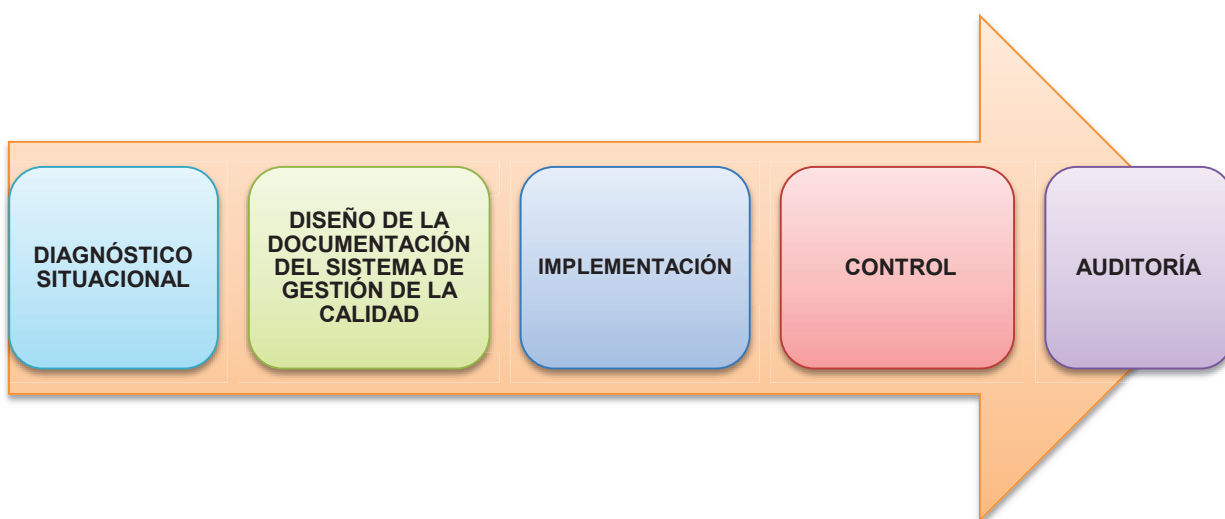 DIAGNÓSTICO
SITUACIONAL
DISEÑO DE LA
DOCUMENTACIÓN
DEL SISTEMA DE
GESTIÓN DE LA
CALIDAD
IMPLEMENTACIÓN
CONTROL
AUDITORÍA